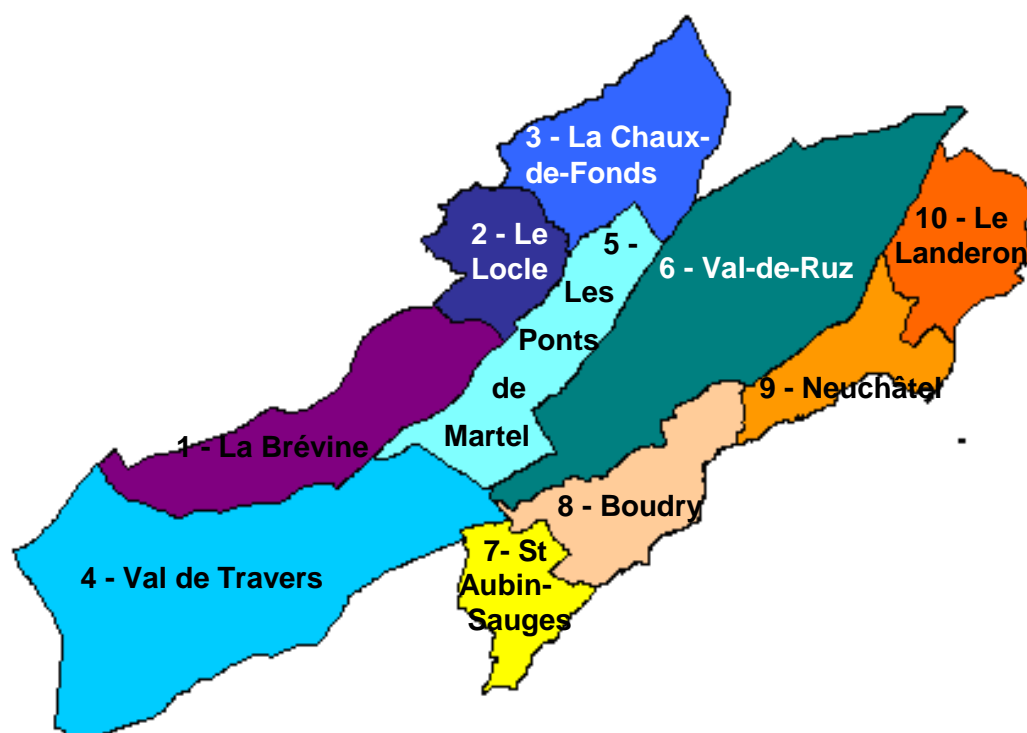 3 - La Chaux-
de-Fonds
2 - Le
Locle
5 -
Les
Ponts
de
Martel
10 - Le
Landeron
6 - Val-de-Ruz
9 - Neuchâtel
1 - La Brévine
8 - Boudry
7- St
Aubin-
Sauges
4 - Val de Travers
-